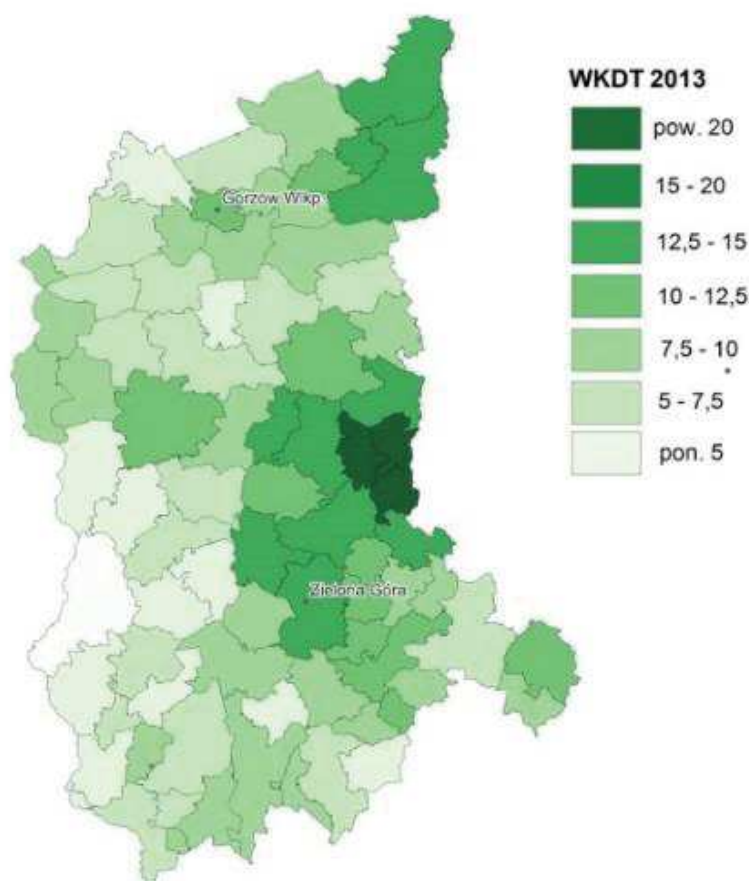 WKDT 2013
pow. 20
15 - 20
12,5 - 15
10 - 12,5
7,5 - 10
5 - 7,5
pon. 5
Gorzów Wlkp.
Zielona Góra